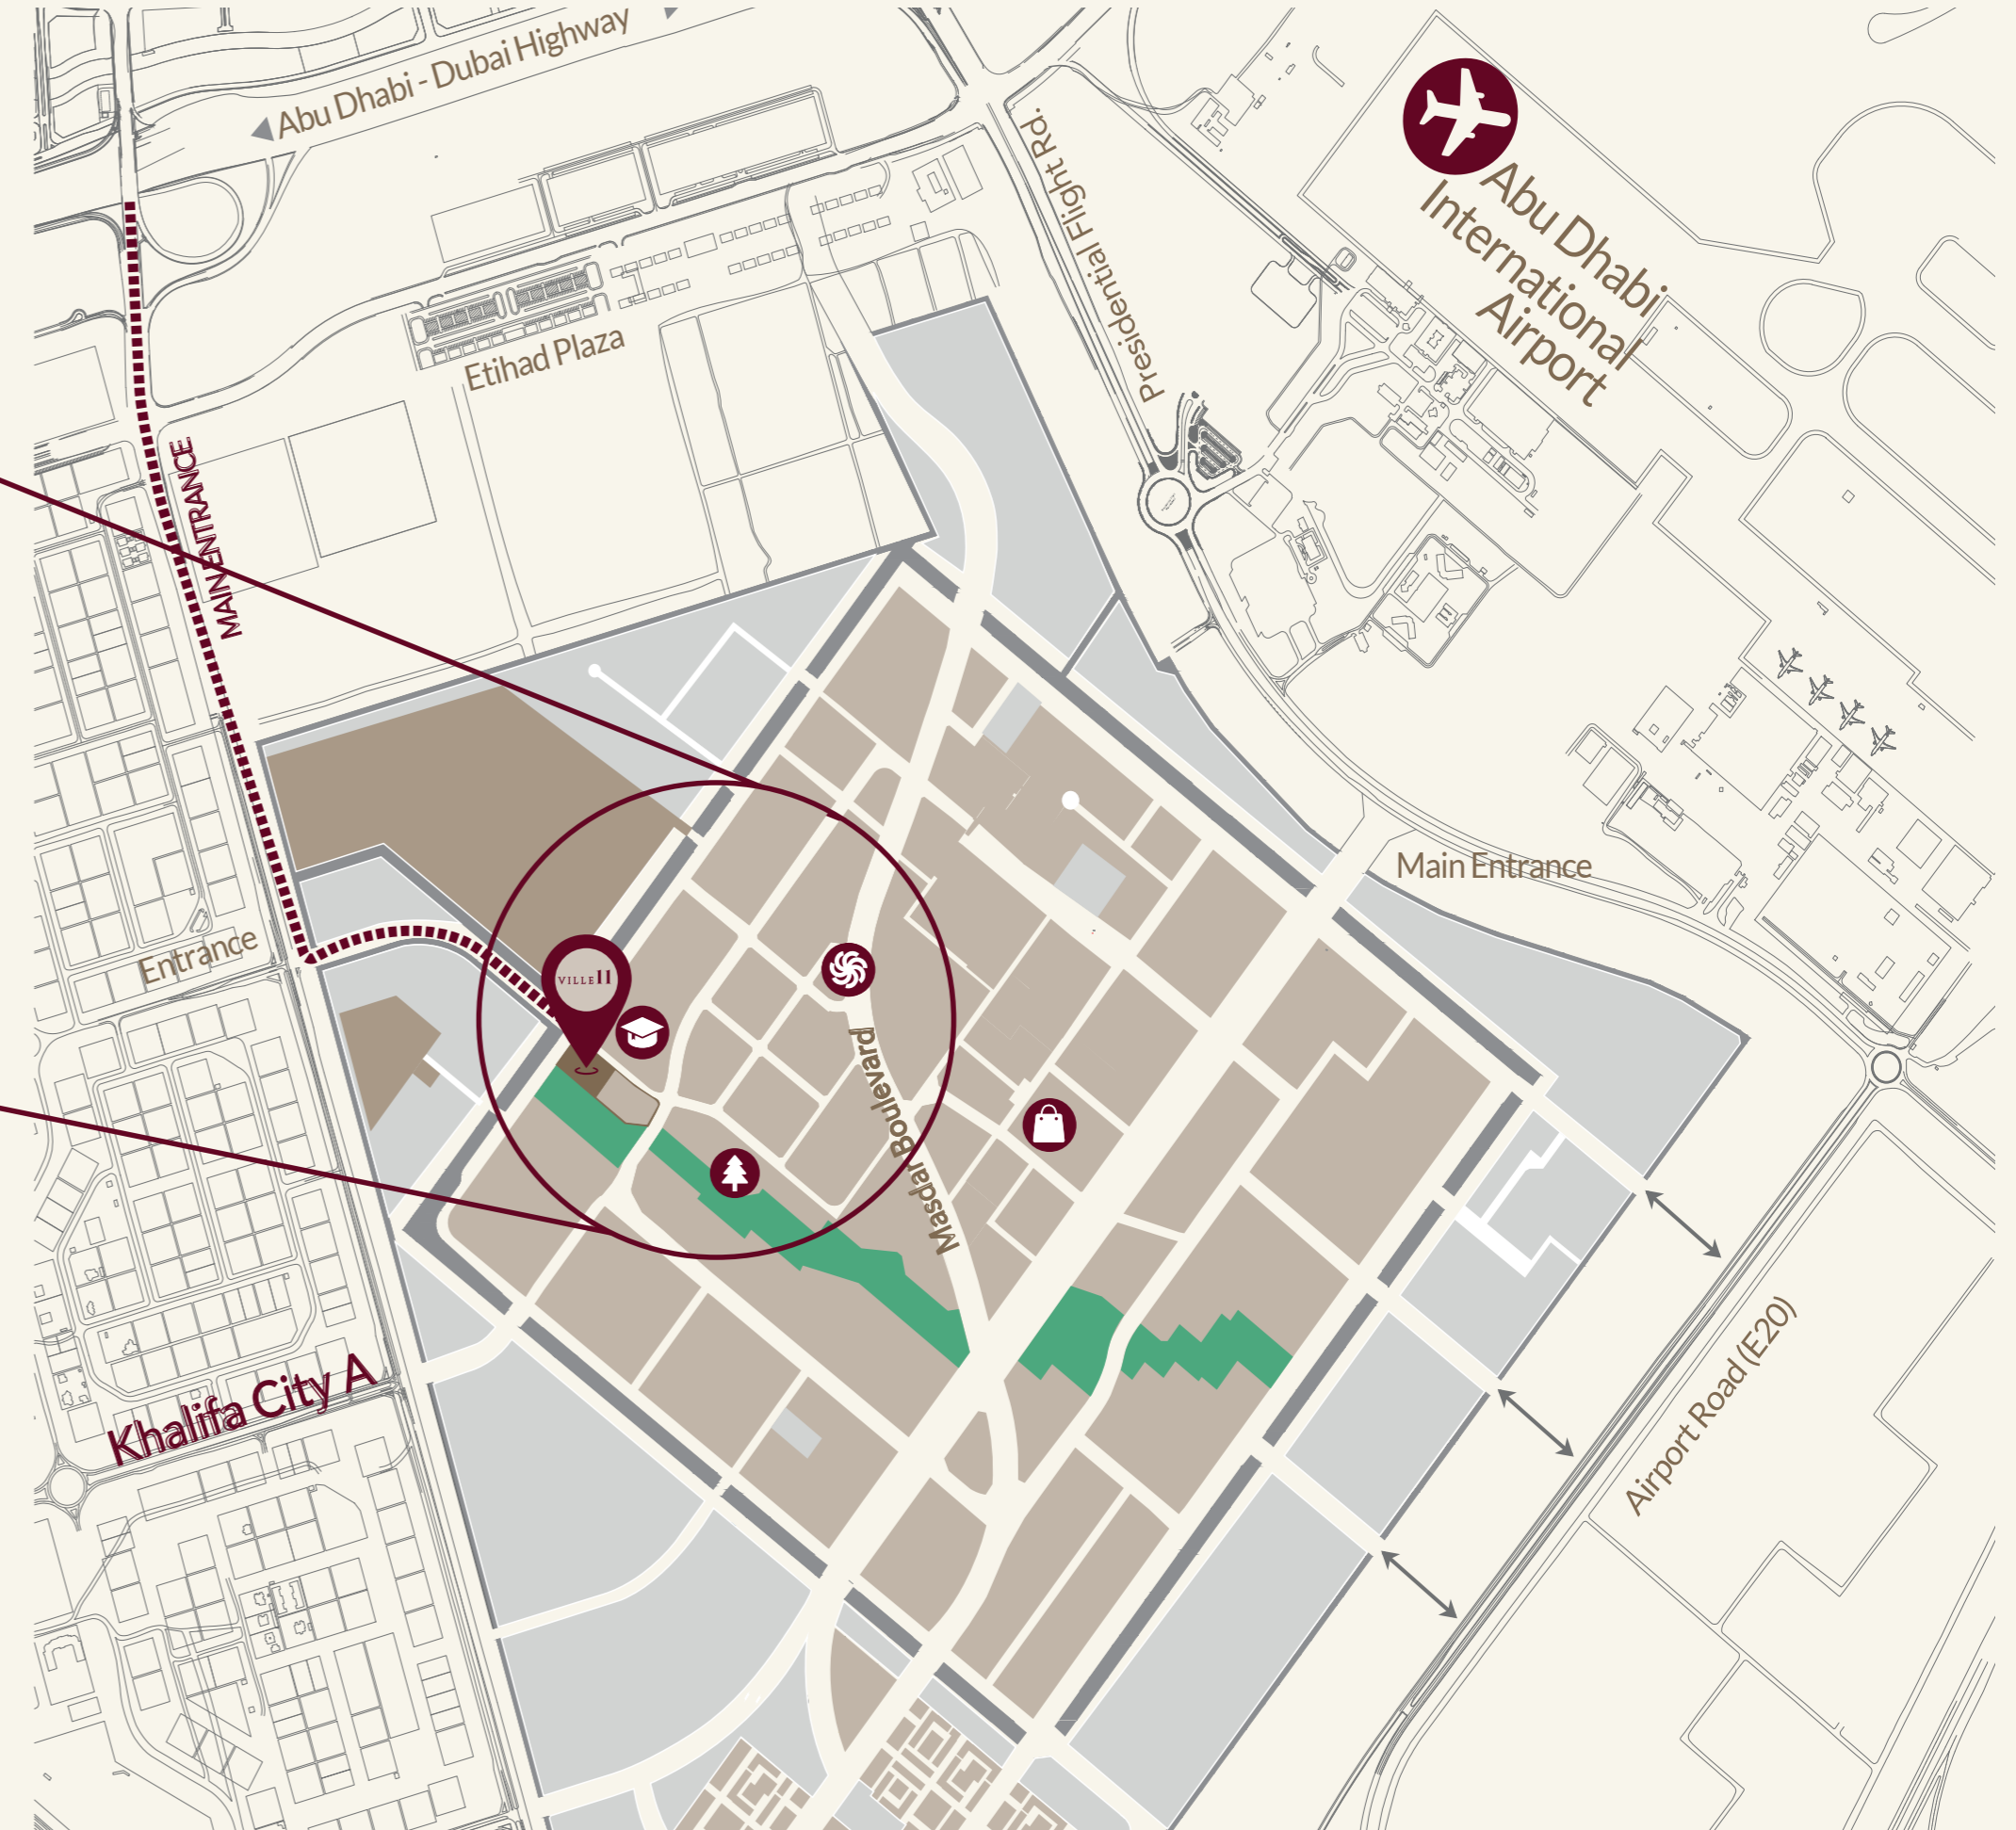 Abu Dhabi - Dubai Highway
Presidential Flight Rd.
Abu Dhabi
International
Airport
Etihad Plaza
MAIN ENTRANCE
Main Entrance
Entrance
VILLE 11
Masdar Boulevard
Khalifa City A
Airport Road (E20)